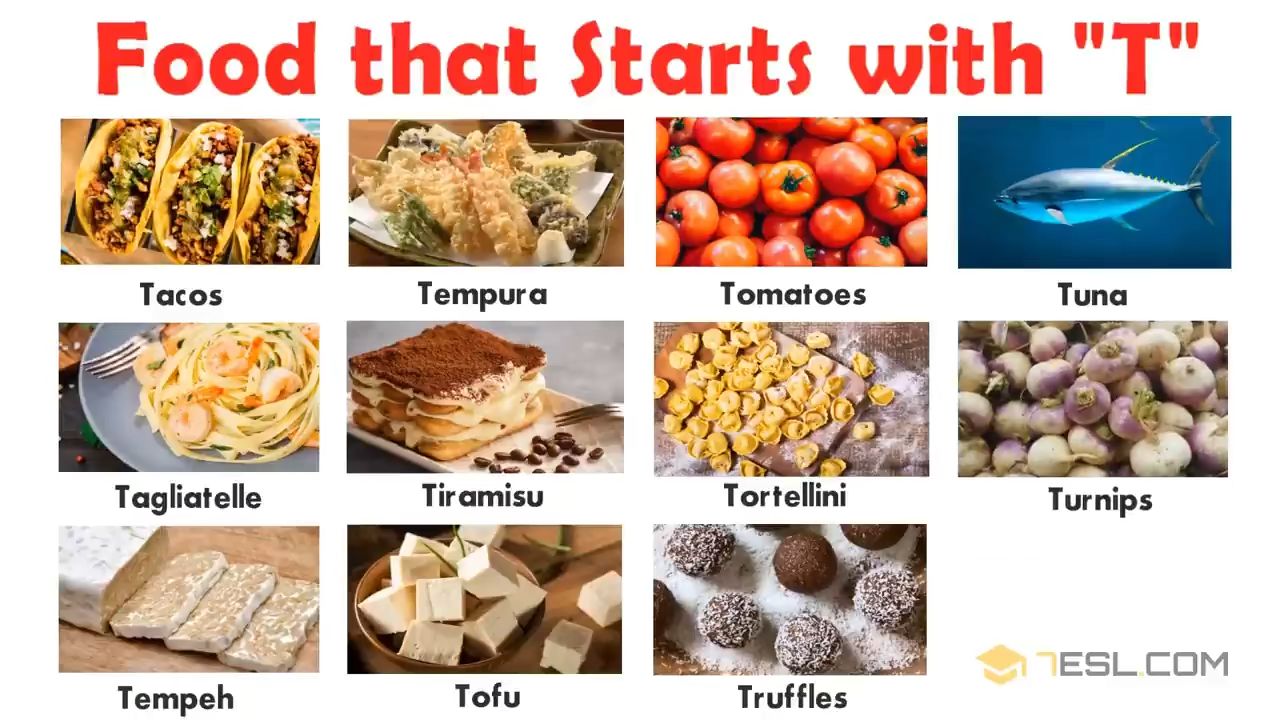 Food that Starts with "T"
Tacos
Tempura
Tomatoes
Tuna
Tagliatelle
Tiramisu
Tortellini
Turnips
Tempeh
Tofu
Truffles
7ESL.COM